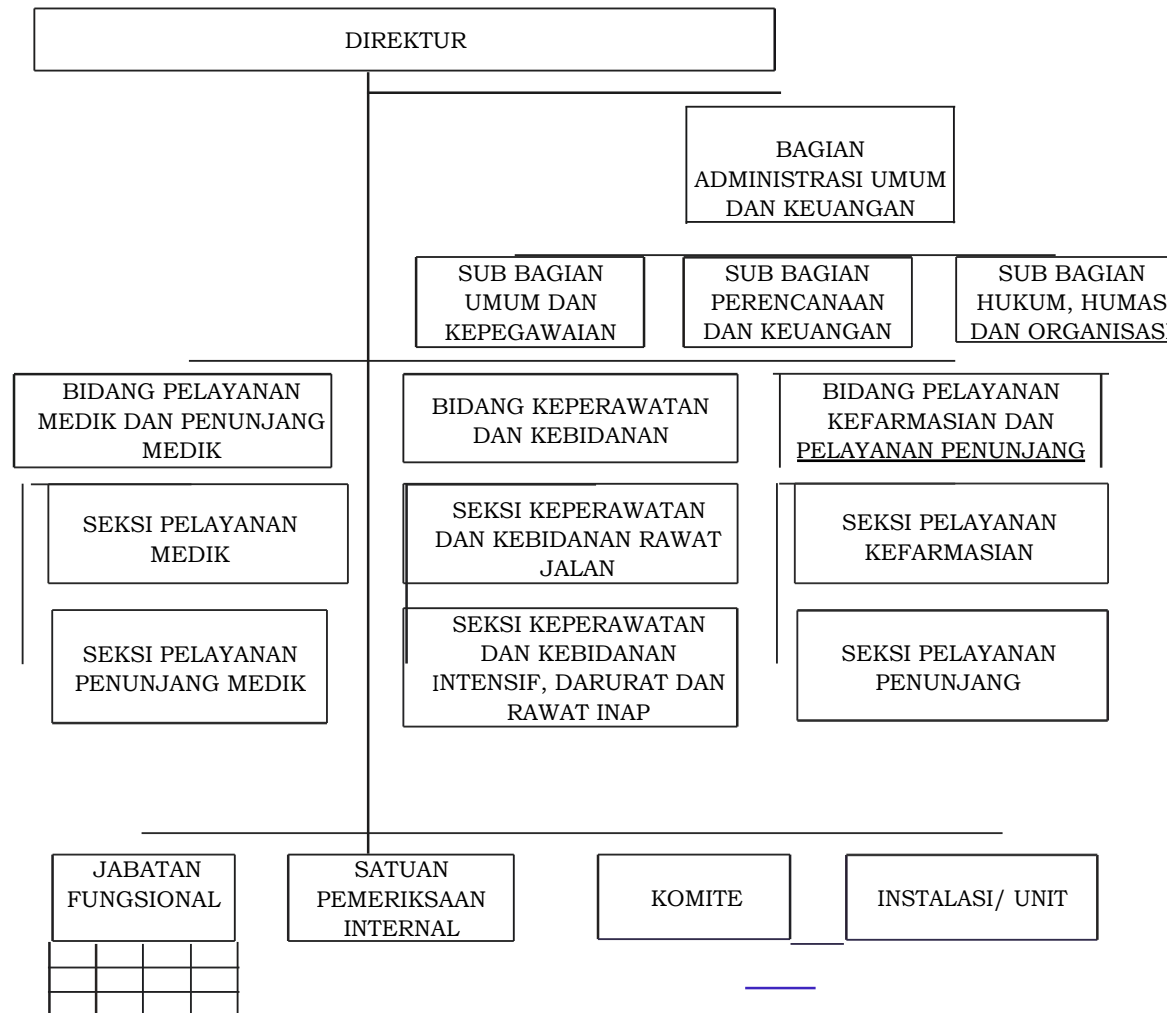 DIREKTUR
BAGIAN
ADMINISTRASI UMUM
DAN KEUANGAN
SUB BAGIAN
UMUM DAN
KEPEGAWAIAN
SUB BAGIAN
PERENCANAAN
DAN KEUANGAN
SUB BAGIAN
HUKUM, HUMAS
DAN ORGANISASI
BIDANG PELAYANAN
MEDIK DAN PENUNJANG
MEDIK
BIDANG KEPERAWATAN
DAN KEBIDANAN
BIDANG PELAYANAN
KEFARMASIAN DAN
PELAYANAN PENUNJANG
SEKSI PELAYANAN
MEDIK
SEKSI KEPERAWATAN
DAN KEBIDANAN RAWAT
JALAN
SEKSI PELAYANAN
KEFARMASIAN
SEKSI PELAYANAN
PENUNJANG MEDIK
SEKSI KEPERAWATAN
DAN KEBIDANAN
INTENSIF, DARURAT DAN
RAWAT INAP
SEKSI PELAYANAN
PENUNJANG
JABATAN
FUNGSIONAL
SATUAN
PEMERIKSAAN
INTERNAL
KOMITE
INSTALASI/ UNIT